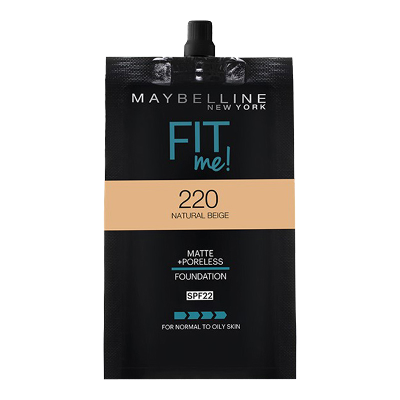 MAYBELLINE
NEW YORK
FIT
me!
220
NATURAL BEIGE
MATTE
+PORELESS
FOUNDATION
SPF22
FOR NORMAL TO OILY SKIN